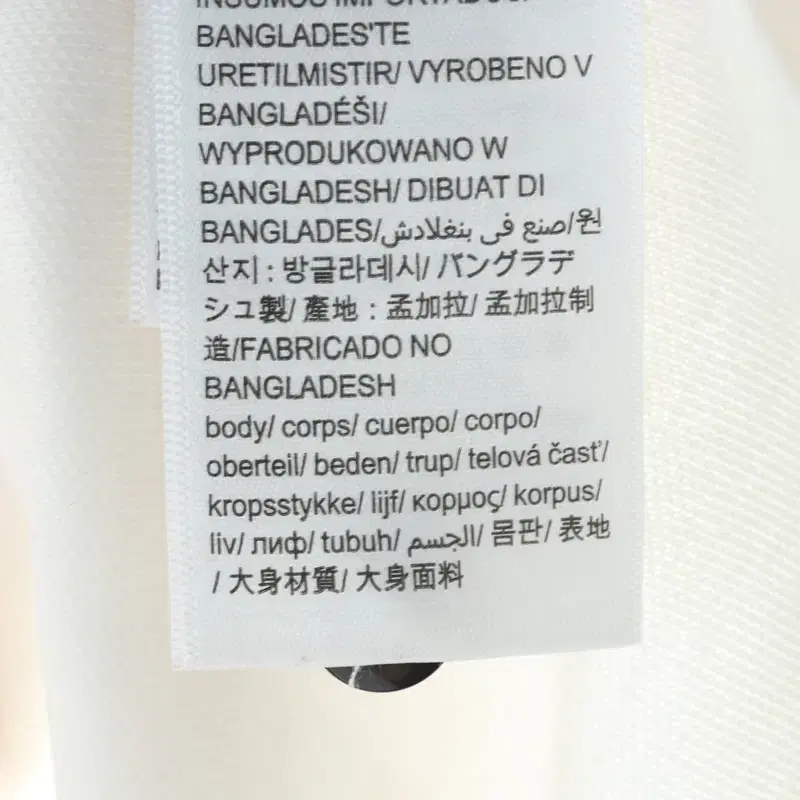 INSUMOS IMPORTADOS/
BANGLADES'TE
URETILMISTIR/ VYROBENO V
BANGLADÉŠI/
WYPRODUKOWANO W
BANGLADESH/ DIBUAT DI
BANGLADES/صنع في بنغلادش/원
산지 : 방글라데시/ バングラデ
シュ製/ 產地 : 孟加拉/ 孟加拉制
造/FABRICADO NO
BANGLADESH
body/ corps/ cuerpo/ corpo/
oberteil/ beden/ trup/ telová časť/
kropsstykke/ lijf/ κορμος/ korpus/
liv/ лиф/ tubuh/ الجسم/ 몸판/ 表地
/ 大身材質/ 大身面料